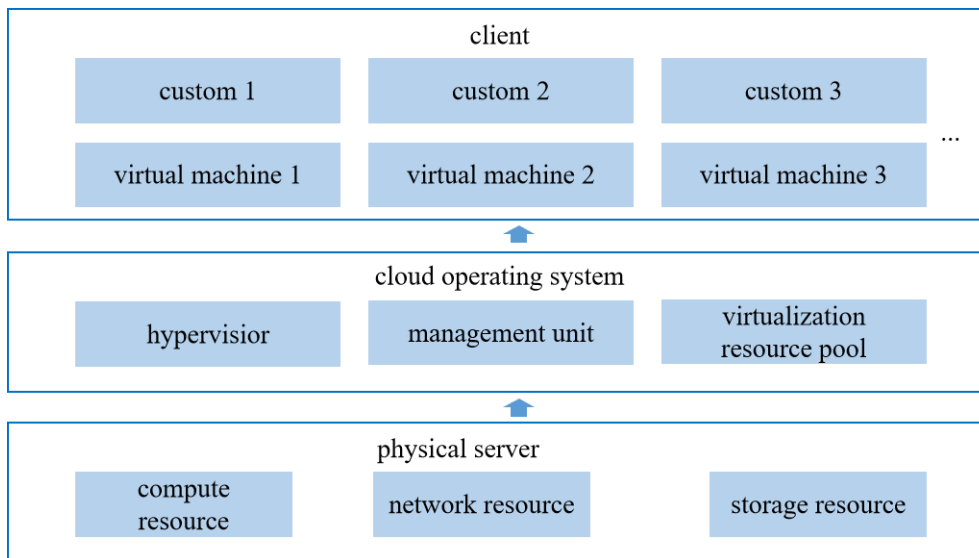 client
custom 1
custom 2
custom 3
...
virtual machine 1
virtual machine 2
virtual machine 3
cloud operating system
hypervisior
management unit
virtualization
resource pool
physical server
compute
resource
network resource
storage resource